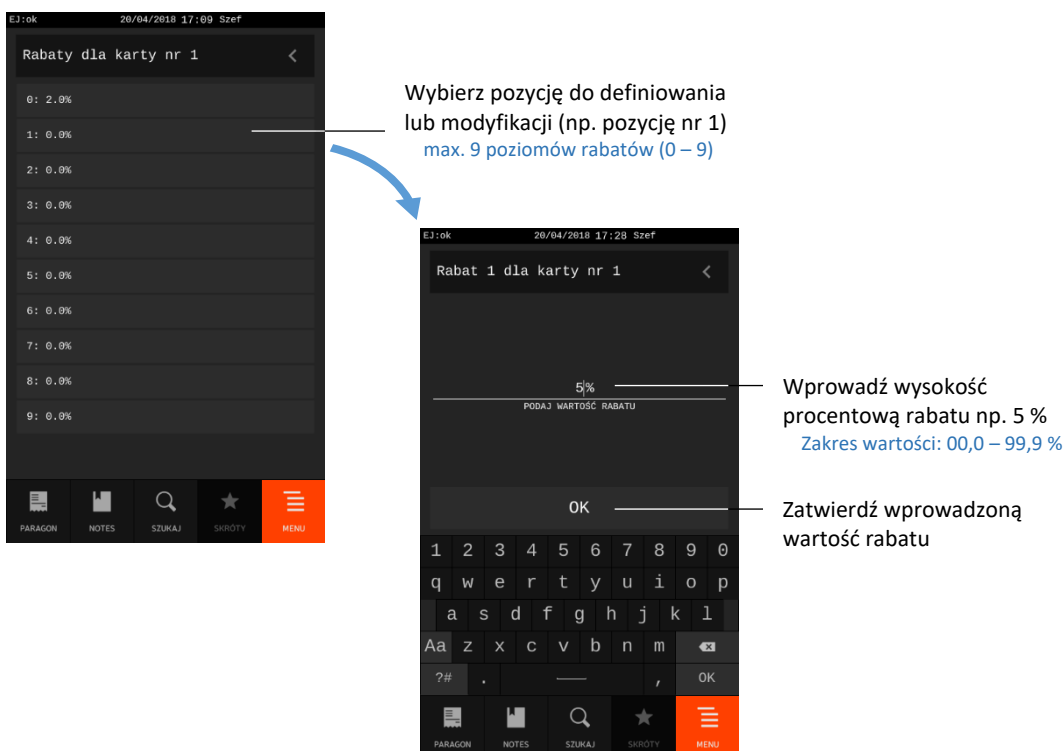 EJ:ok 20/04/2018 17:09 Szef
Rabaty dla karty nr 1 <
0: 2.0%
1: 0.0%
2: 0.0%
3: 0.0%
4: 0.0%
5: 0.0%
6: 0.0%
7: 0.0%
8: 0.0%
9: 0.0%
PARAGON NOTES SZUKAJ SKRÓTY MENU
Wybierz pozycję do definiowania
lub modyfikacji (np. pozycję nr 1)
max. 9 poziomów rabatów (0 – 9)
EJ:ok 20/04/2018 17:28 Szef
Rabat 1 dla karty nr 1 <
5%
PODAJ WARTOŚĆ RABATU
OK
1 2 3 4 5 6 7 8 9 0
q w e r t y u i o p
a s d f g h j k l
Aa z x c v b n m
?# . , OK
PARAGON NOTES SZUKAJ SKRÓTY MENU
Wprowadź wysokość
procentową rabatu np. 5 %
Zakres wartości: 00,0 – 99,9 %
Zatwierdź wprowadzoną
wartość rabatu